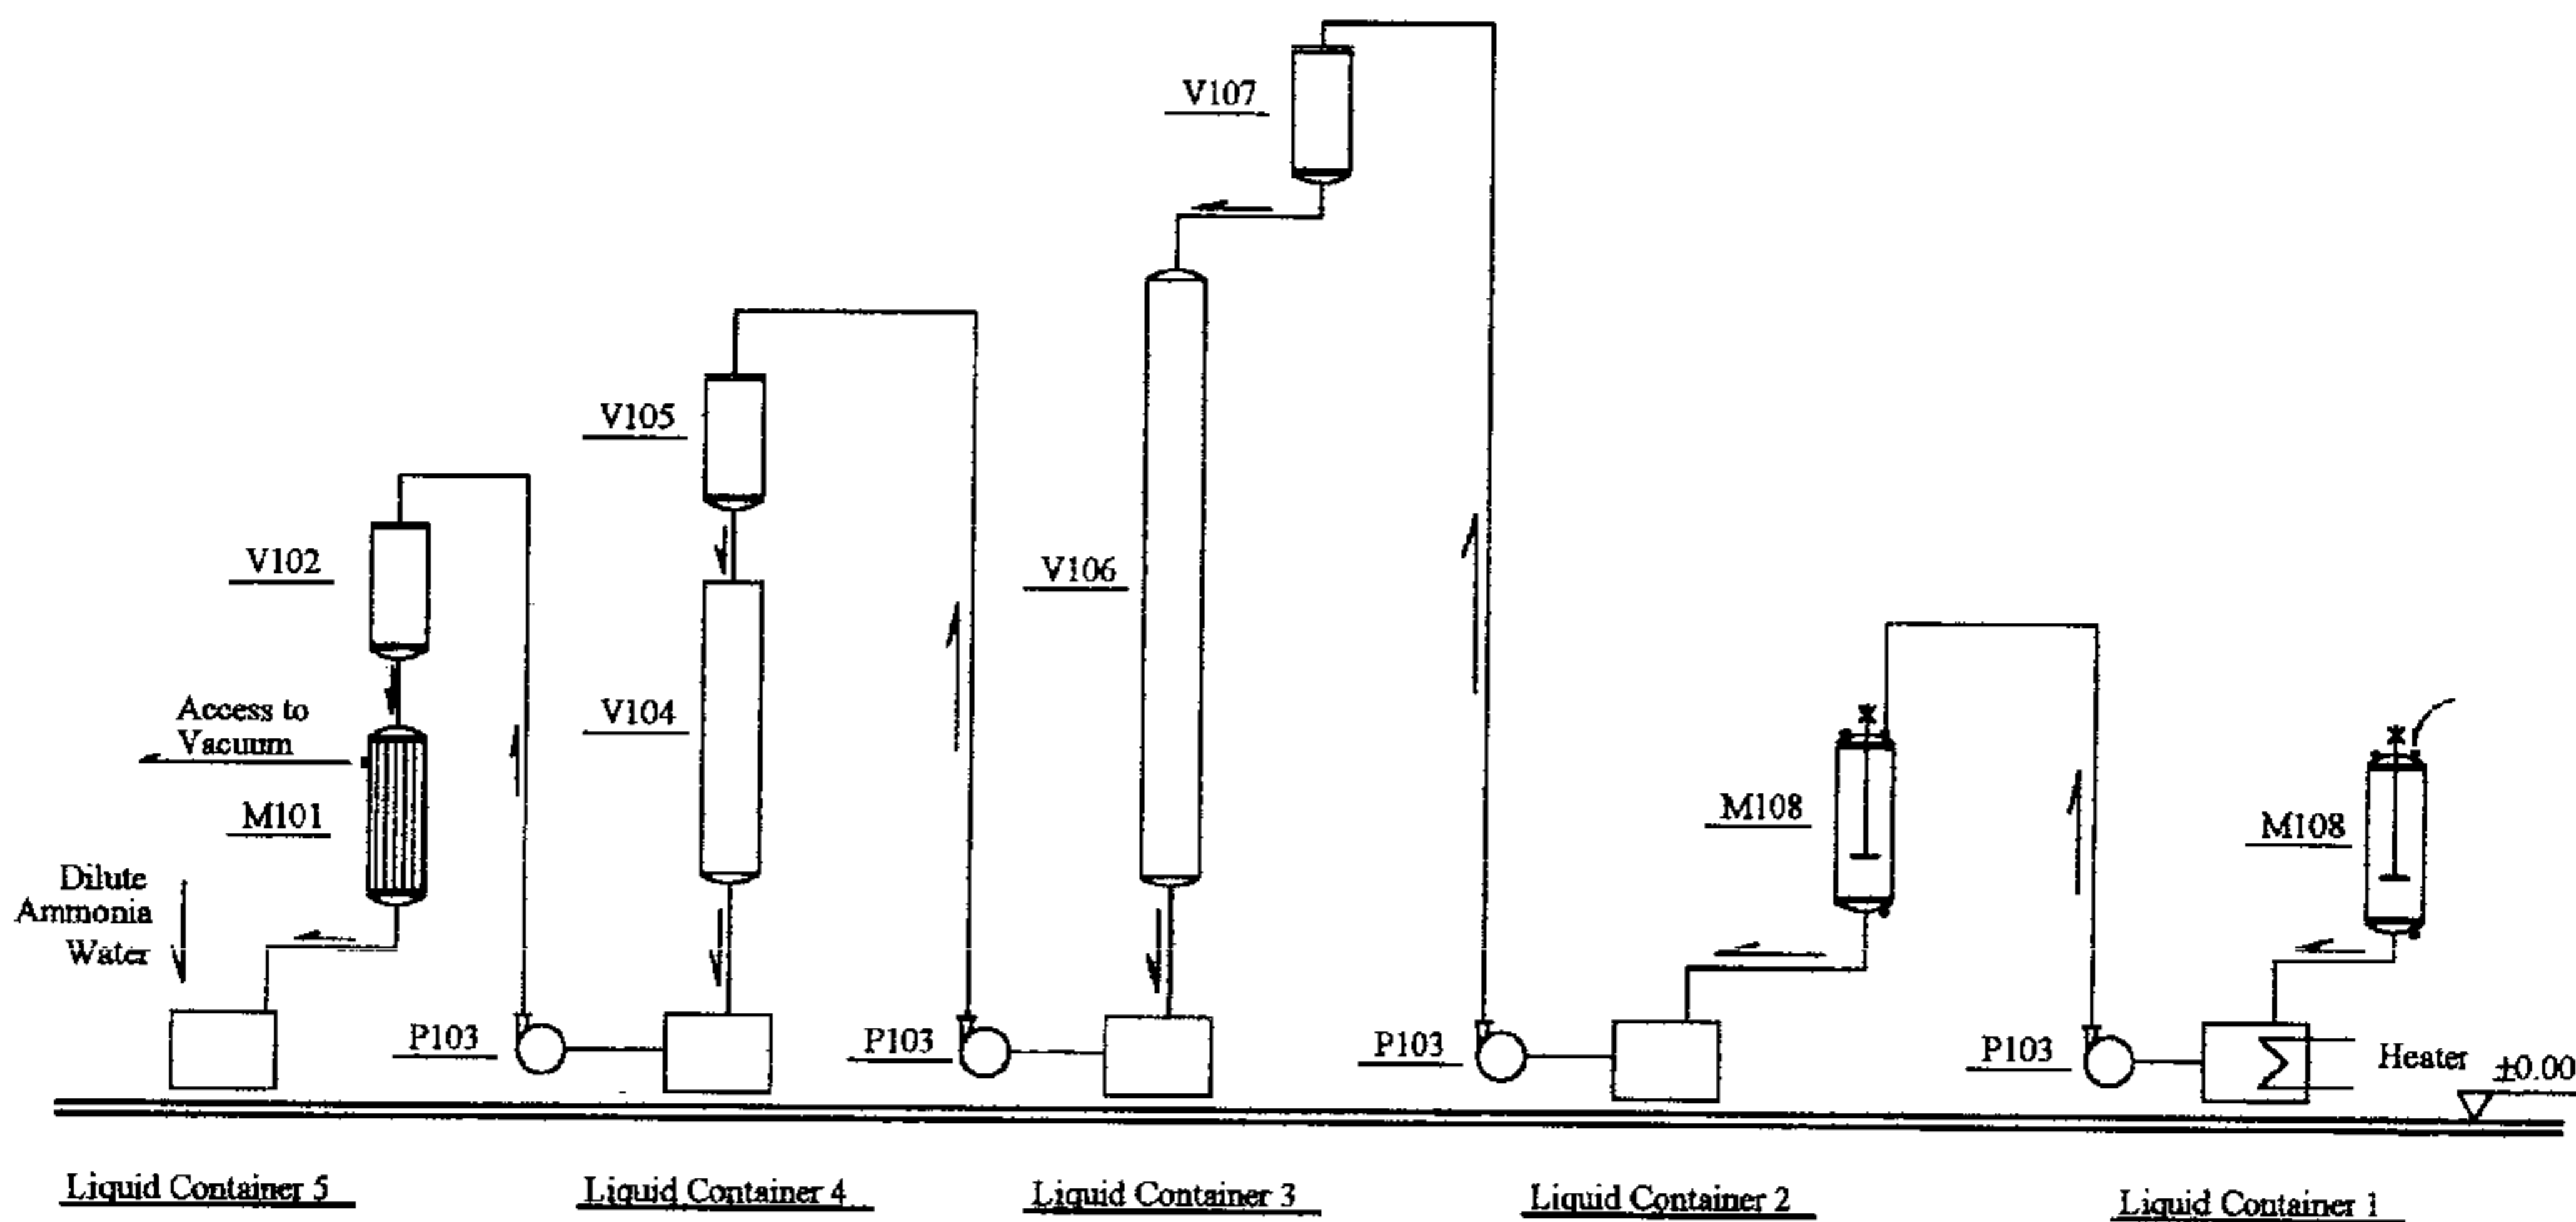 V107
V105
V102
V106
Access to
Vacuum
V104
M101
M108
M108
Dilute
Ammonia
Water
P103
P103
P103
P103
Heater
±0.00
Liquid Container 5
Liquid Container 4
Liquid Container 3
Liquid Container 2
Liquid Container 1